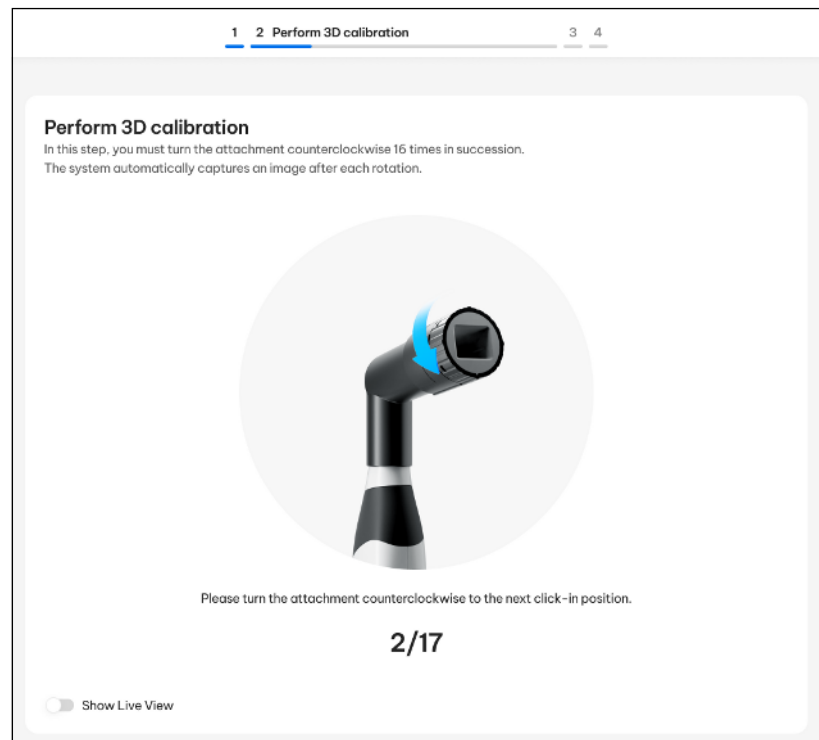 1 2 Perform 3D calibration 3 4
Perform 3D calibration
In this step, you must turn the attachment counterclockwise 16 times in succession.
The system automatically captures an image after each rotation.
Please turn the attachment counterclockwise to the next click-in position.
2/17
Show Live View